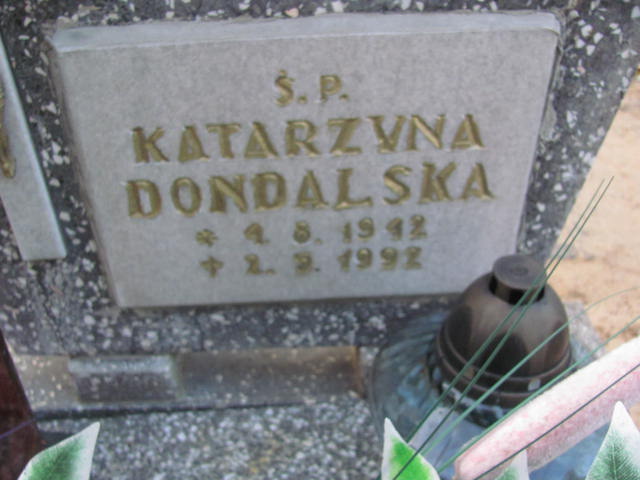 Ś.P.
KATARZYNA
DONDALSKA
* 4. 8. 1942
+ 2. 9. 1992